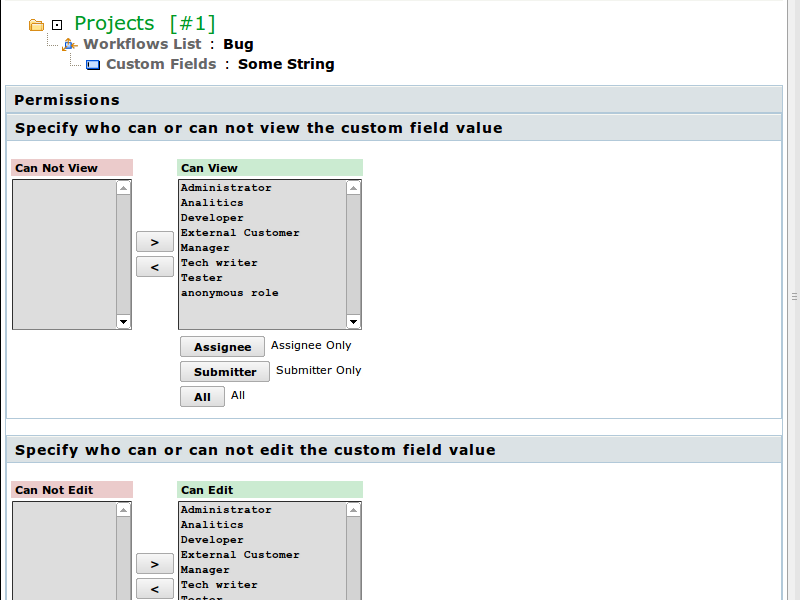 Projects [#1]
Workflows List : Bug
Custom Fields : Some String
Permissions
Specify who can or can not view the custom field value
Can Not View
Can View
Administrator
Analitics
Developer
External Customer
Manager
Tech writer
Tester
anonymous role
>
<
Assignee Assignee Only
Submitter Submitter Only
All All
Specify who can or can not edit the custom field value
Can Not Edit
Can Edit
Administrator
Analitics
Developer
External Customer
Manager
Tech writer
Tester
>
<